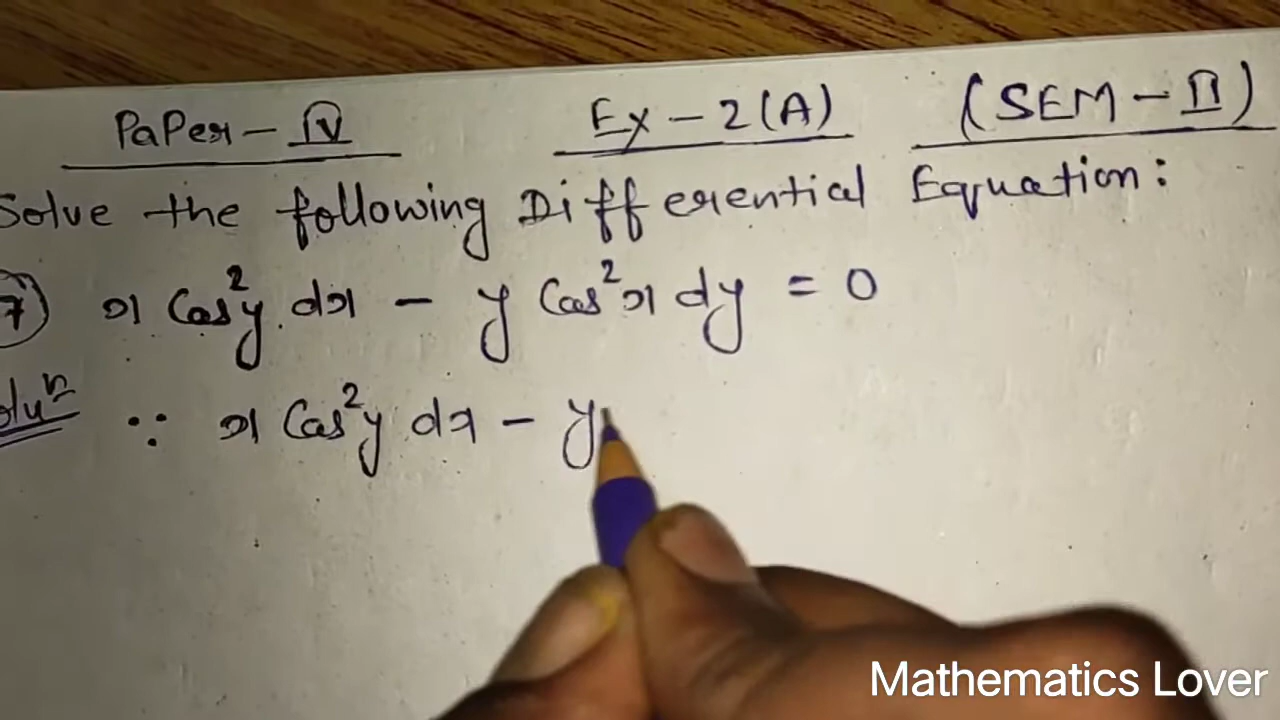 Paper - IV Ex - 2(A) (SEM - II)
Solve the following Differential Equation:
7) x Cos²y dx - y Cos²x dy = 0
Soluⁿ ∵ x Cos²y dx - y
Mathematics Lover